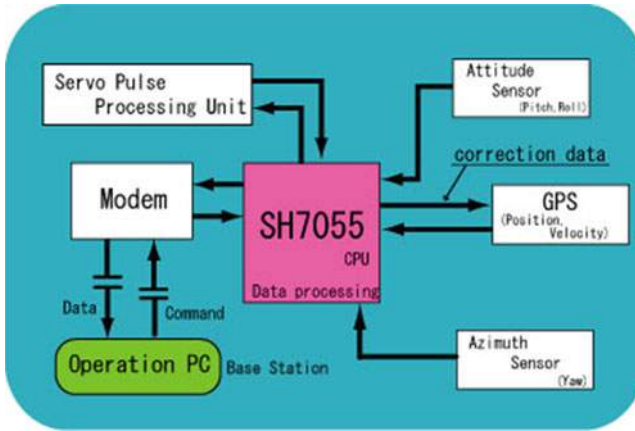 Servo Pulse
Processing Unit
Attitude
Sensor
(Pitch,Roll)
correction data
Modem
SH7055
CPU
Data processing
GPS
(Position,
Velocity)
Data
Command
Operation PC
Base Station
Azimuth
Sensor
(Yaw)